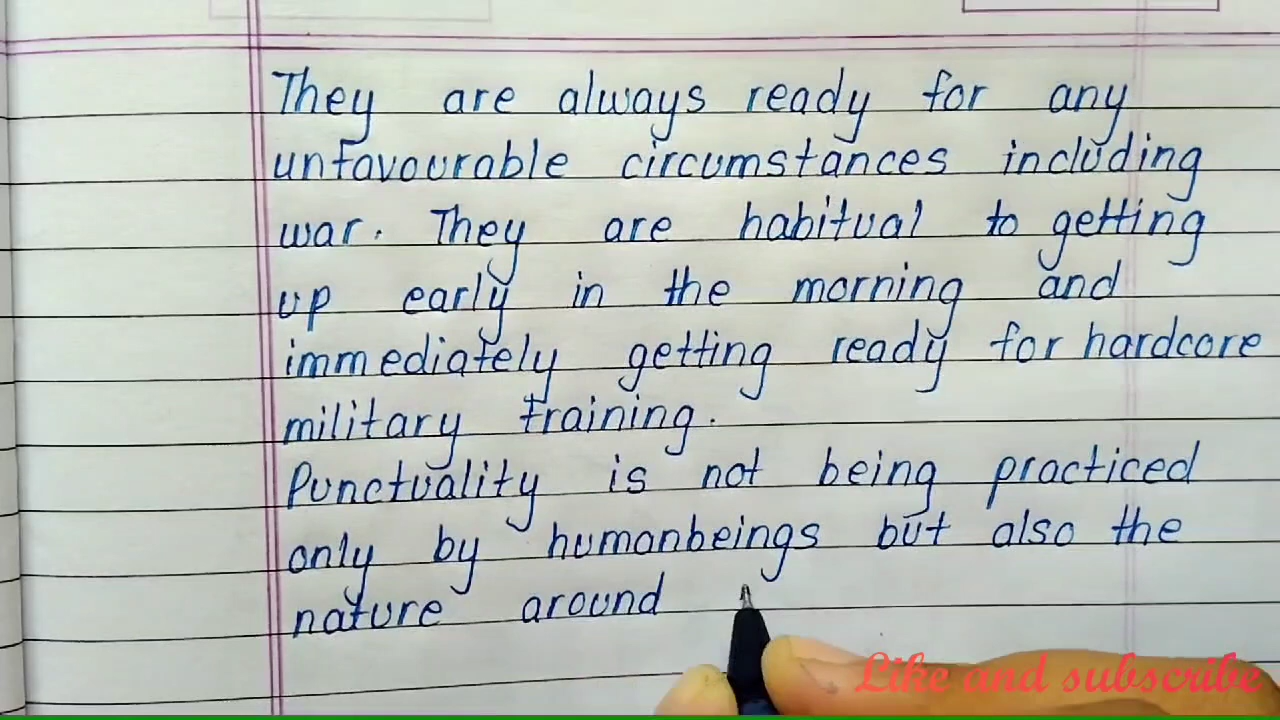 They are always ready for any
unfavourable circumstances including
war. They are habitual to getting
up early in the morning and
immediately getting ready for hardcore
military training.
Punctuality is not being practiced
only by humanbeings but also the
nature around
Like and subscribe